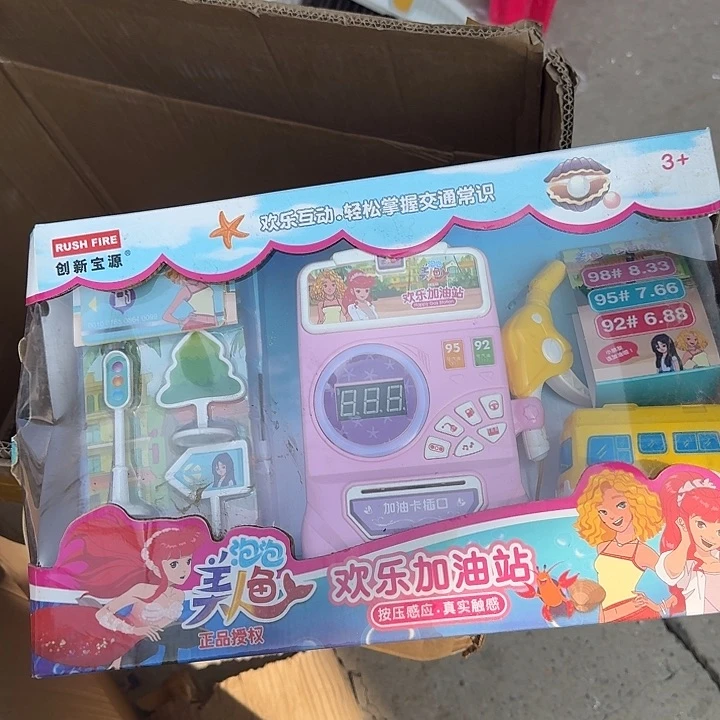 3+
欢乐互动·轻松掌握交通常识
RUSH FIRE
创新宝源®
欢乐加油站
98# 8.33
95# 7.66
92# 6.88
95
92
8.8.8.
加油卡插口
泡泡
美人鱼
正品授权
欢乐加油站
按压感应·真实触感